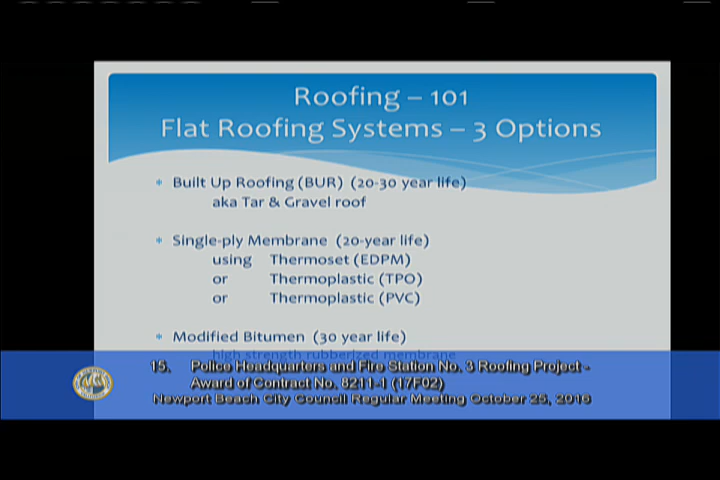 Roofing – 101
Flat Roofing Systems – 3 Options
* Built Up Roofing (BUR) (20-30 year life)
aka Tar & Gravel roof
* Single-ply Membrane (20-year life)
using Thermoset (EDPM)
or Thermoplastic (TPO)
or Thermoplastic (PVC)
* Modified Bitumen (30 year life)
high strength rubberized membrane
15. Police Headquarters and Fire Station No. 3 Roofing Project -
Award of Contract No. 8211-1 (17F02)
Newport Beach City Council Regular Meeting October 25, 2016